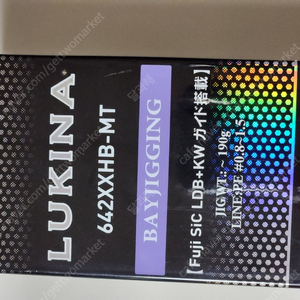 LUKINA
642XXHB-MT
BAYJIGGING
【Fuji SiC LDB+KW ガイド搭載】
JIG WT.: ~190g
LINE:PE #0.8-1.5